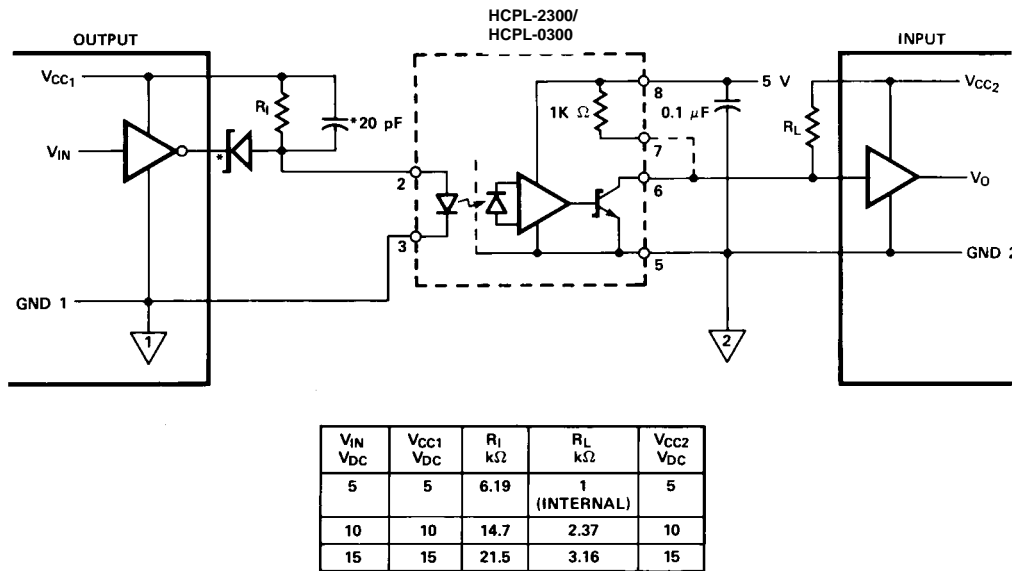 HCPL-2300/
HCPL-0300
OUTPUT
INPUT
VCC1
RI
*20 pF
VIN
*
2
3
GND 1
1
8
5 V
1K Ω
0.1 μF
7
6
5
2
RL
VCC2
VO
GND 2
VIN VDC VCC1 VDC RI kΩ RL kΩ VCC2 VDC
5 5 6.19 1 (INTERNAL) 5
10 10 14.7 2.37 10
15 15 21.5 3.16 15